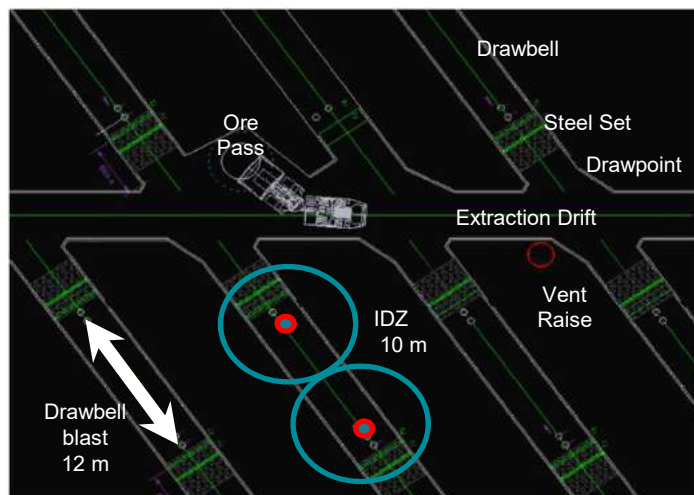 Drawbell
Ore
Pass
Steel Set
Drawpoint
Extraction Drift
IDZ
10 m
Vent
Raise
Drawbell
blast
12 m